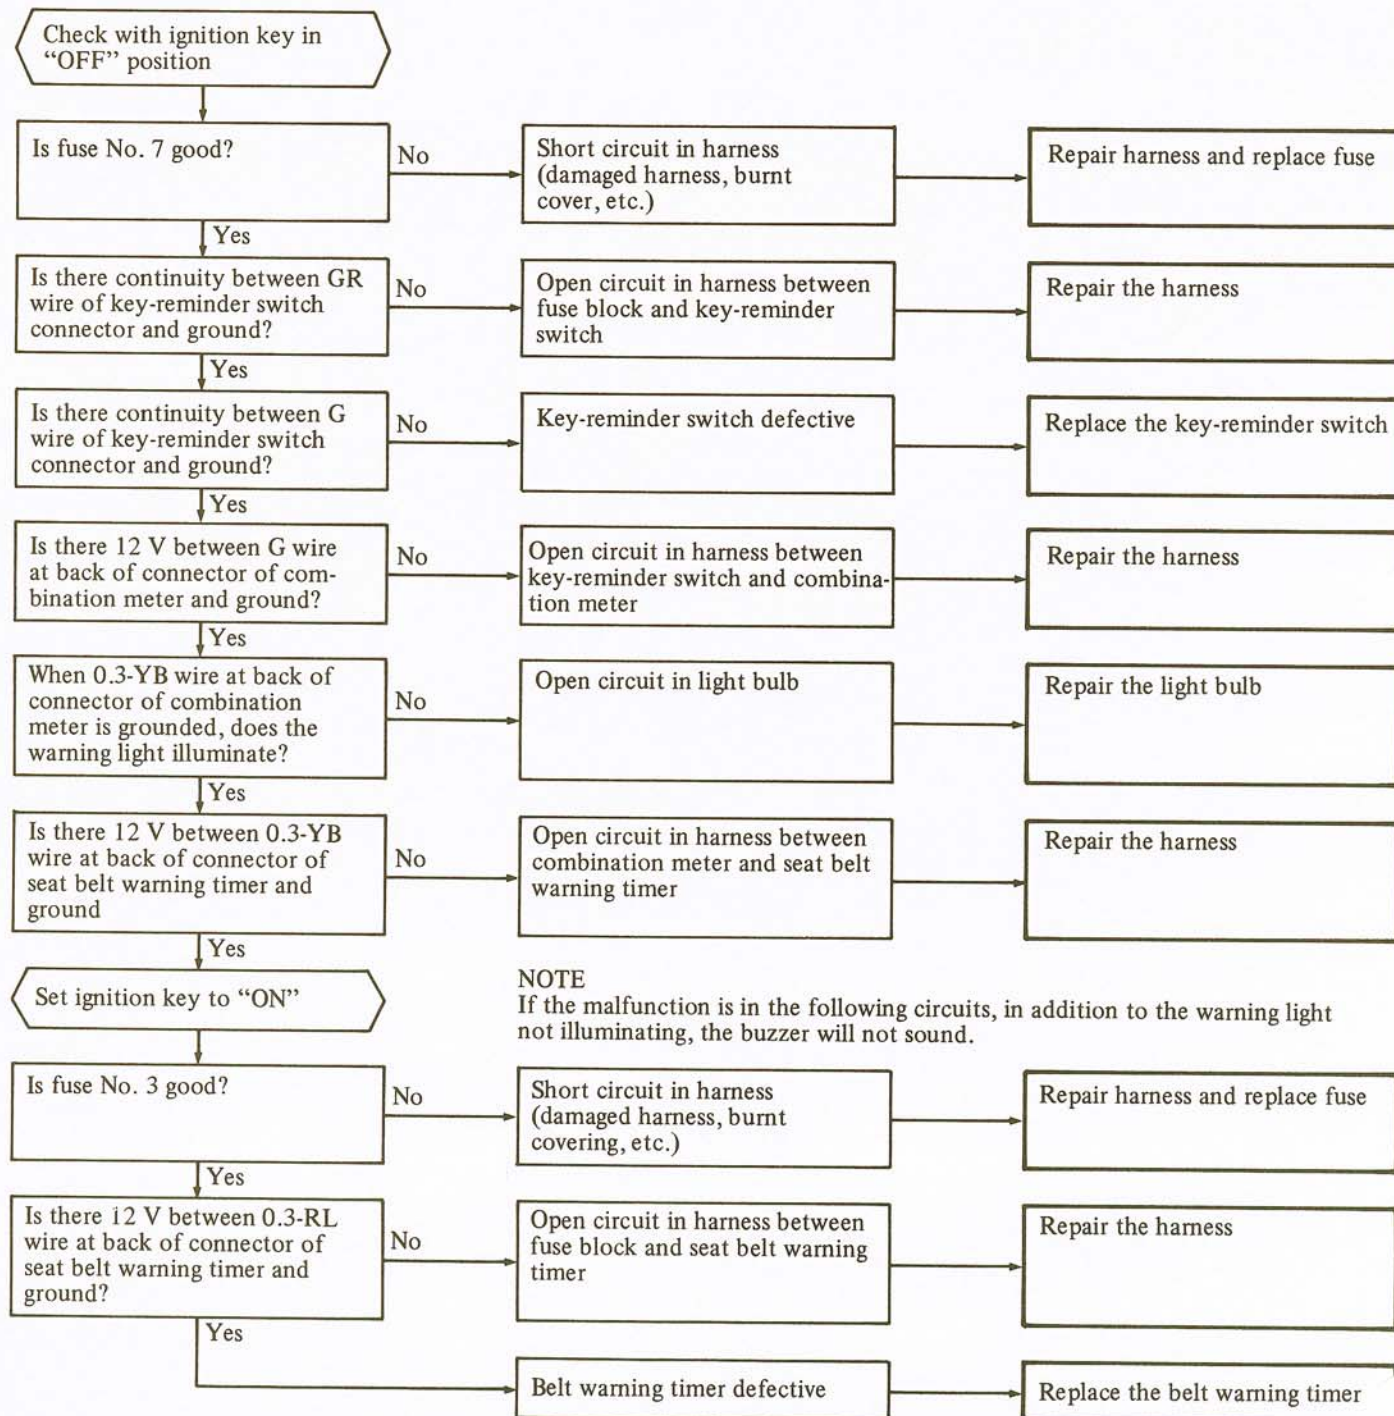 Check with ignition key in
“OFF” position
Is fuse No. 7 good?
No
Short circuit in harness
(damaged harness, burnt
cover, etc.)
Repair harness and replace fuse
Yes
Is there continuity between GR
wire of key-reminder switch
connector and ground?
No
Open circuit in harness between
fuse block and key-reminder
switch
Repair the harness
Yes
Is there continuity between G
wire of key-reminder switch
connector and ground?
No
Key-reminder switch defective
Replace the key-reminder switch
Yes
Is there 12 V between G wire
at back of connector of com-
bination meter and ground?
No
Open circuit in harness between
key-reminder switch and combina-
tion meter
Repair the harness
Yes
When 0.3-YB wire at back of
connector of combination
meter is grounded, does the
warning light illuminate?
No
Open circuit in light bulb
Repair the light bulb
Yes
Is there 12 V between 0.3-YB
wire at back of connector of
seat belt warning timer and
ground
No
Open circuit in harness between
combination meter and seat belt
warning timer
Repair the harness
Yes
Set ignition key to “ON”
NOTE
If the malfunction is in the following circuits, in addition to the warning light
not illuminating, the buzzer will not sound.
Is fuse No. 3 good?
No
Short circuit in harness
(damaged harness, burnt
covering, etc.)
Repair harness and replace fuse
Yes
Is there 12 V between 0.3-RL
wire at back of connector of
seat belt warning timer and
ground?
No
Open circuit in harness between
fuse block and seat belt warning
timer
Repair the harness
Yes
Belt warning timer defective
Replace the belt warning timer